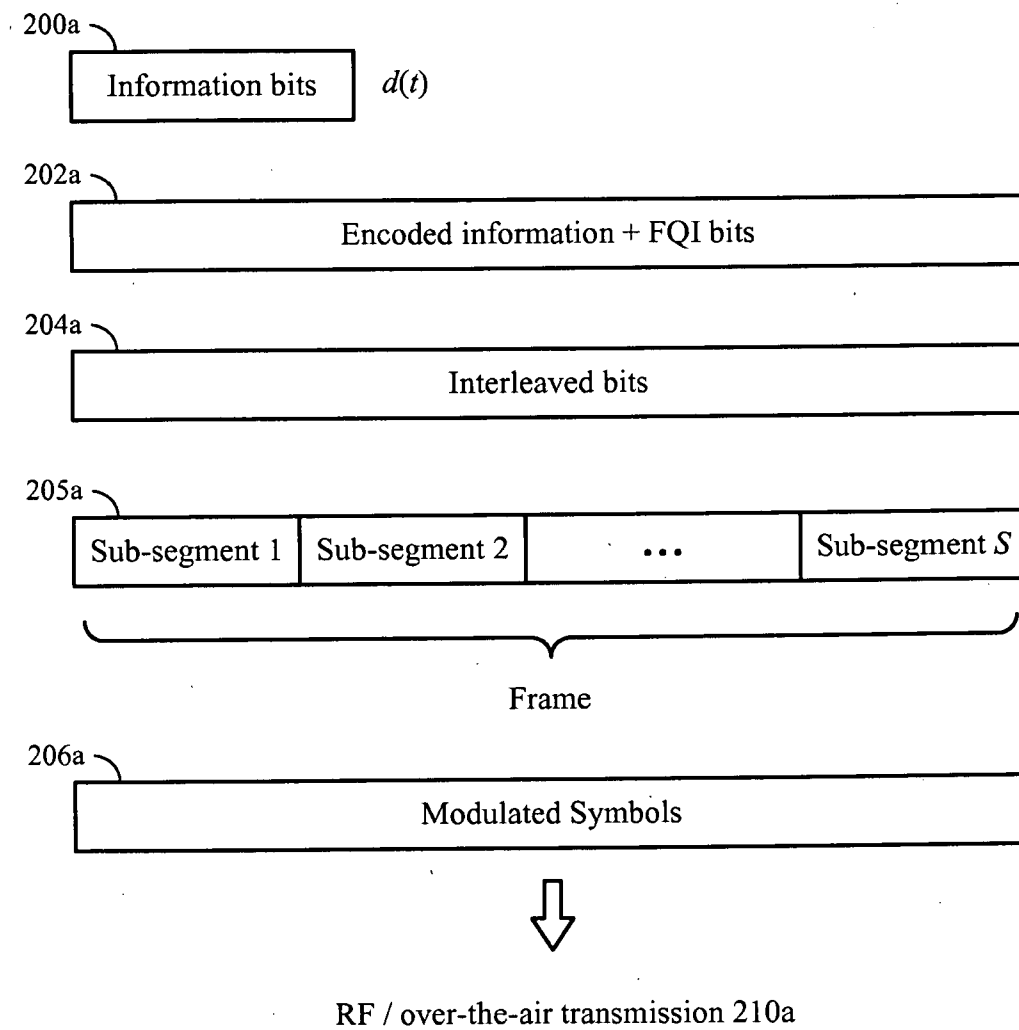 200a
Information bits d(t)
202a
Encoded information + FQI bits
204a
Interleaved bits
205a
Sub-segment 1 Sub-segment 2 ••• Sub-segment S
Frame
206a
Modulated Symbols
RF / over-the-air transmission 210a